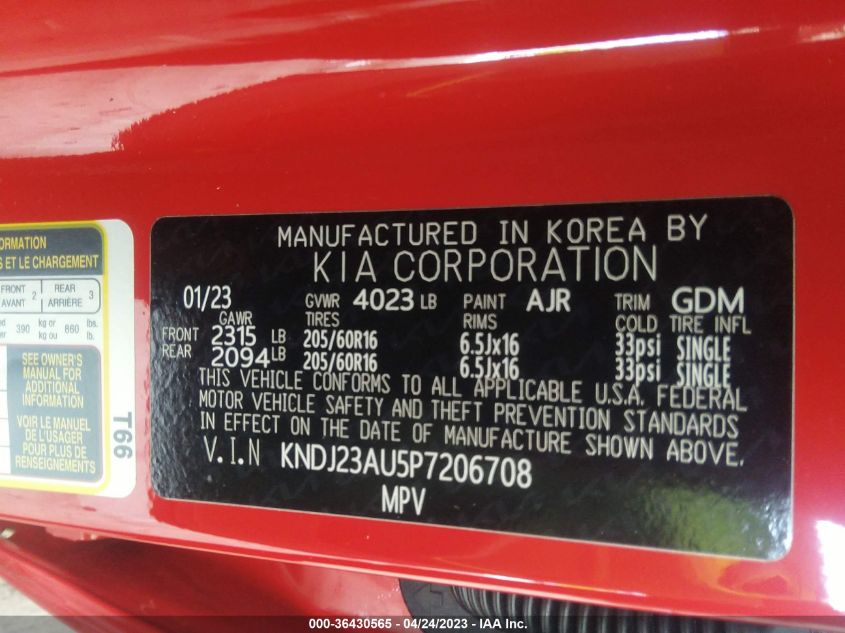 ORMATION
S ET LE CHARGEMENT
FRONT AVANT 2 REAR ARRIÈRE 3
390 kg or kg ou 860 lbs. lb.
SEE OWNER'S
MANUAL FOR
ADDITIONAL
INFORMATION
VOIR LE MANUEL
DE L'USAGER
POUR PLUS DE
RENSEIGNEMENTS
T66
MANUFACTURED IN KOREA BY
KIA CORPORATION
01/23 GVWR 4023 LB PAINT AJR TRIM GDM
GAWR TIRES RIMS COLD TIRE INFL
FRONT 2315 LB 205/60R16 6.5Jx16 33psi SINGLE
REAR 2094 LB 205/60R16 6.5Jx16 33psi SINGLE
THIS VEHICLE CONFORMS TO ALL APPLICABLE U.S.A. FEDERAL
MOTOR VEHICLE SAFETY AND THEFT PREVENTION STANDARDS
IN EFFECT ON THE DATE OF MANUFACTURE SHOWN ABOVE.
V.I.N KNDJ23AU5P7206708
MPV
000-36430565 - 04/24/2023 - IAA Inc.